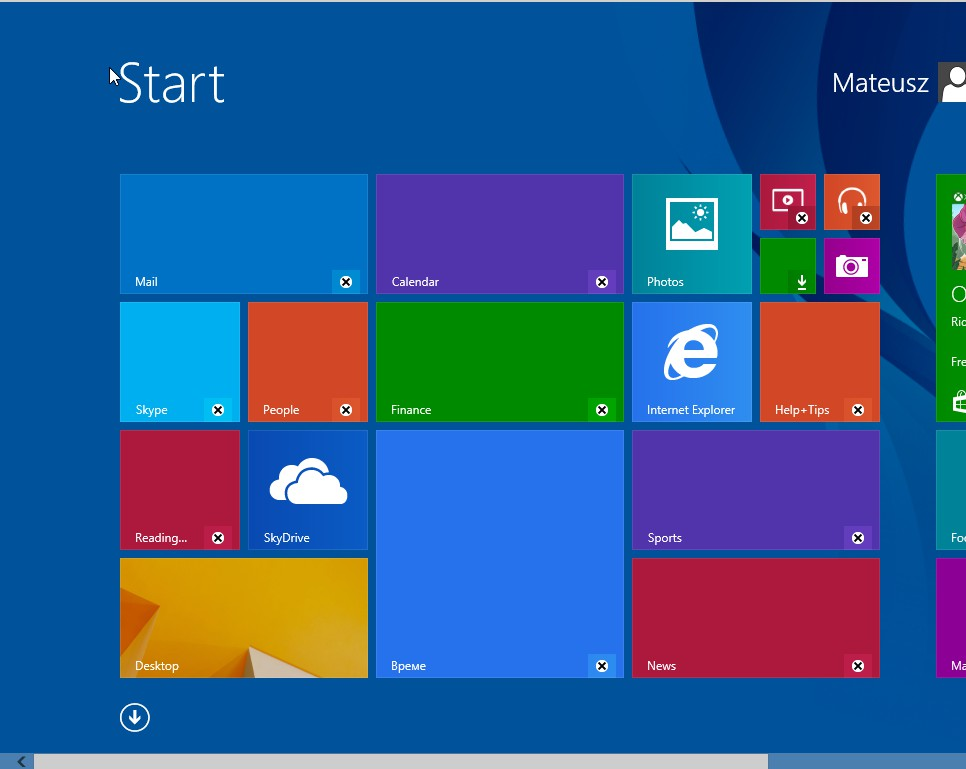 Start
Mateusz
Mail
Calendar
Photos
Skype
People
Finance
Internet Explorer
Help+Tips
Reading...
SkyDrive
Sports
Desktop
Време
News